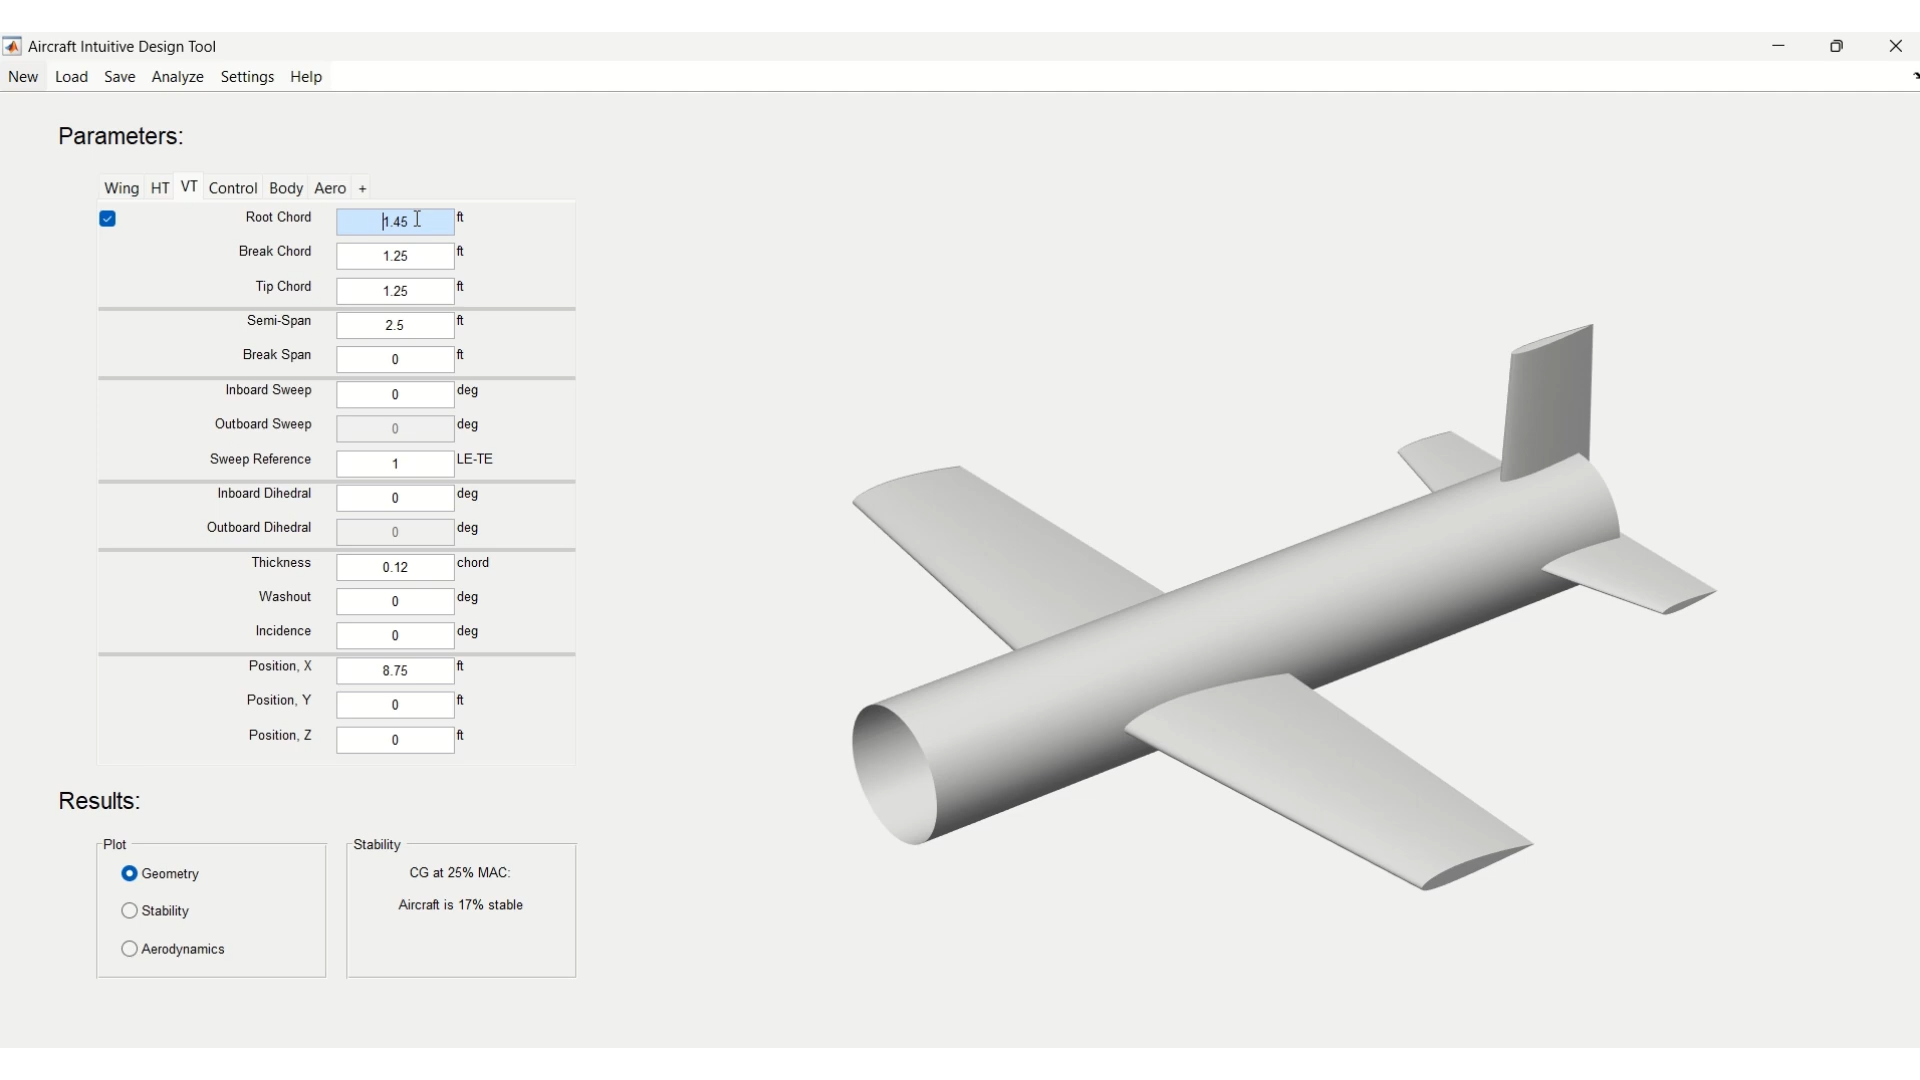 Aircraft Intuitive Design Tool
New Load Save Analyze Settings Help
Parameters:
Wing HT VT Control Body Aero +
Root Chord 1.45 ft
Break Chord 1.25 ft
Tip Chord 1.25 ft
Semi-Span 2.5 ft
Break Span 0 ft
Inboard Sweep 0 deg
Outboard Sweep 0 deg
Sweep Reference 1 LE-TE
Inboard Dihedral 0 deg
Outboard Dihedral 0 deg
Thickness 0.12 chord
Washout 0 deg
Incidence 0 deg
Position, X 8.75 ft
Position, Y 0 ft
Position, Z 0 ft
Results:
Plot
Geometry
Stability
Aerodynamics
Stability
CG at 25% MAC:
Aircraft is 17% stable